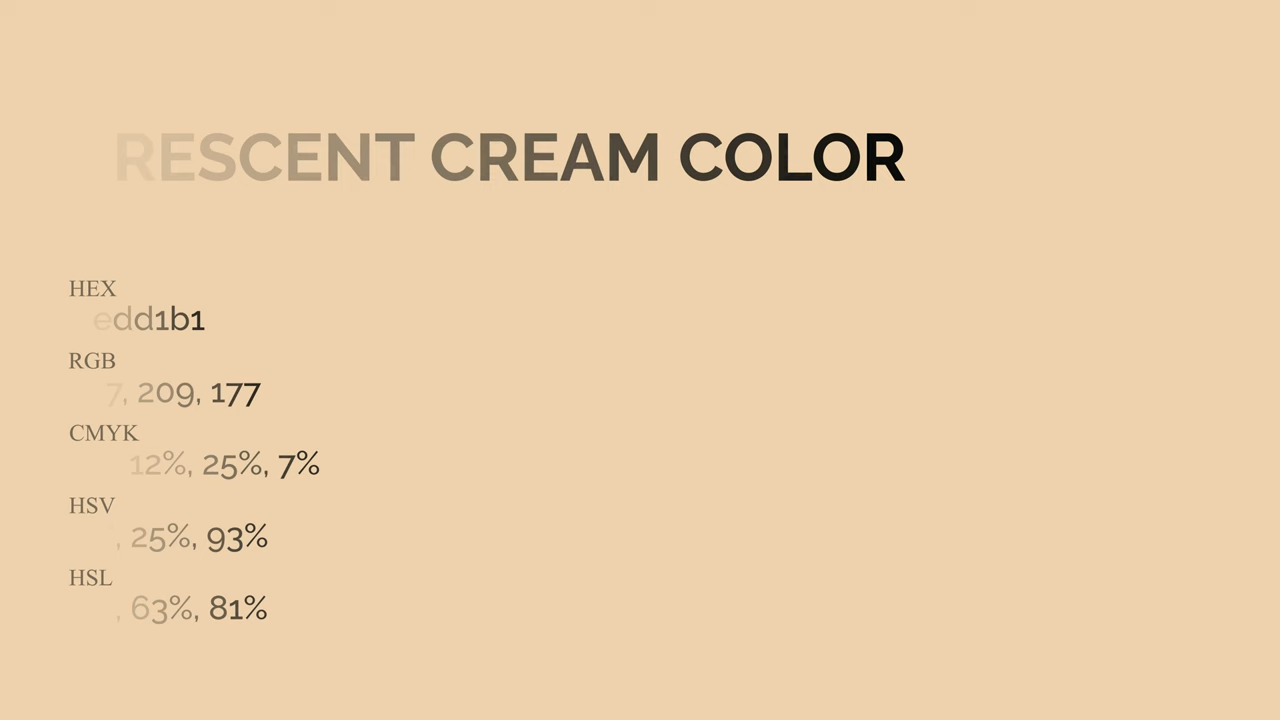 RESCENT CREAM COLOR
HEX
edd1b1
RGB
7, 209, 177
CMYK
12%, 25%, 7%
HSV
, 25%, 93%
HSL
, 63%, 81%